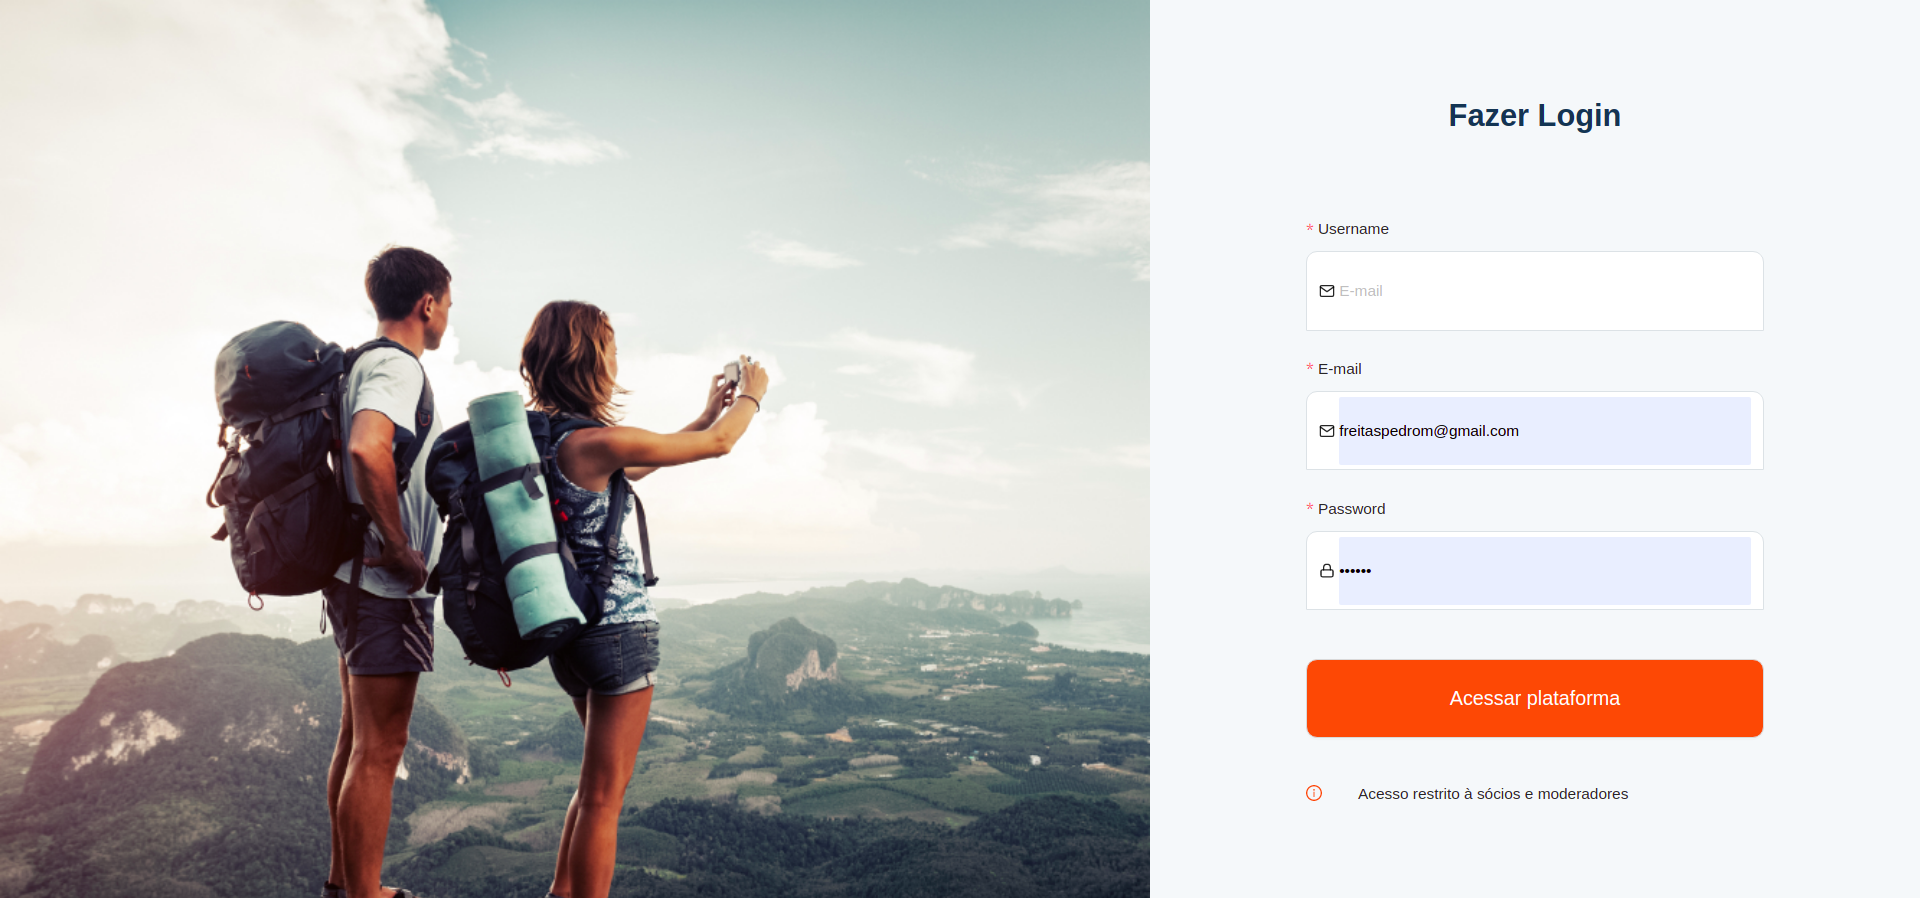 Fazer Login
* Username
E-mail
* E-mail
freitaspedrom@gmail.com
* Password
••••••
Acessar plataforma
Acesso restrito à sócios e moderadores